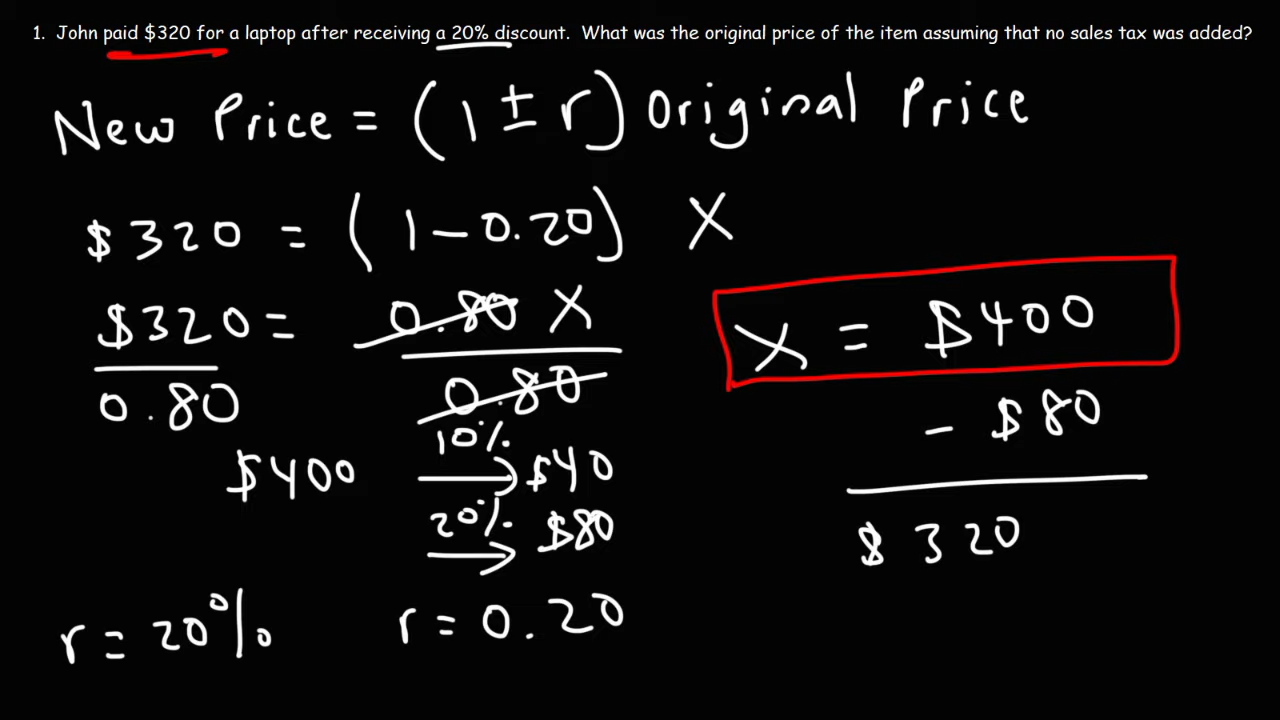 1. John paid $320 for a laptop after receiving a 20% discount. What was the original price of the item assuming that no sales tax was added?
New Price = (1 ± r) Original Price
$320 = (1 - 0.20) X
$320 = 0.80 X
0.80 0.80
X = $400
- $80
$320
$400 10% → $40
20% → $80
r = 20% r = 0.20